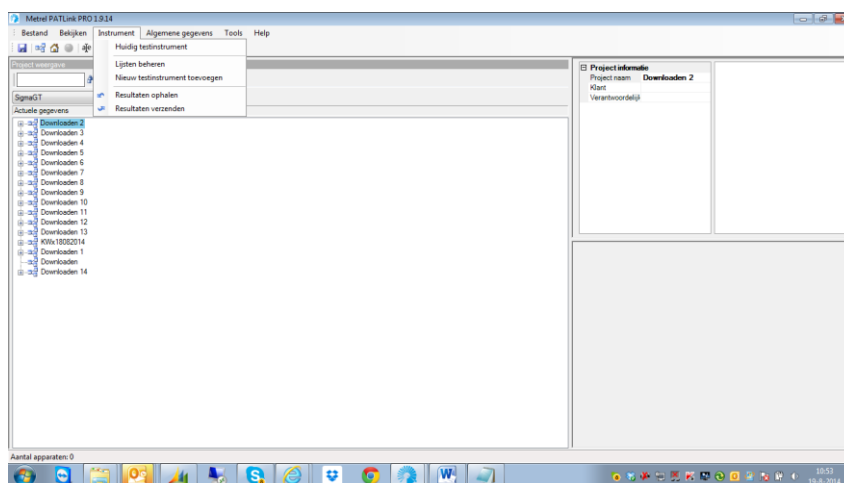 Metrel PATLink PRO 1.9.14
Bestand Bekijken Instrument Algemene gegevens Tools Help
Huidig testinstrument
Lijsten beheren
Nieuw testinstrument toevoegen
Resultaten ophalen
Resultaten verzenden
Project weergave
SigmaGT
Actuele gegevens
Downloaden 2
Downloaden 3
Downloaden 4
Downloaden 5
Downloaden 6
Downloaden 7
Downloaden 8
Downloaden 9
Downloaden 10
Downloaden 11
Downloaden 12
Downloaden 13
KWx18082014
Downloaden 1
Downloaden
Downloaden 14
Project informatie
Project naam Downloaden 2
Klant
Verantwoordelijk
Aantal apparaten: 0
10:53
19-8-2014